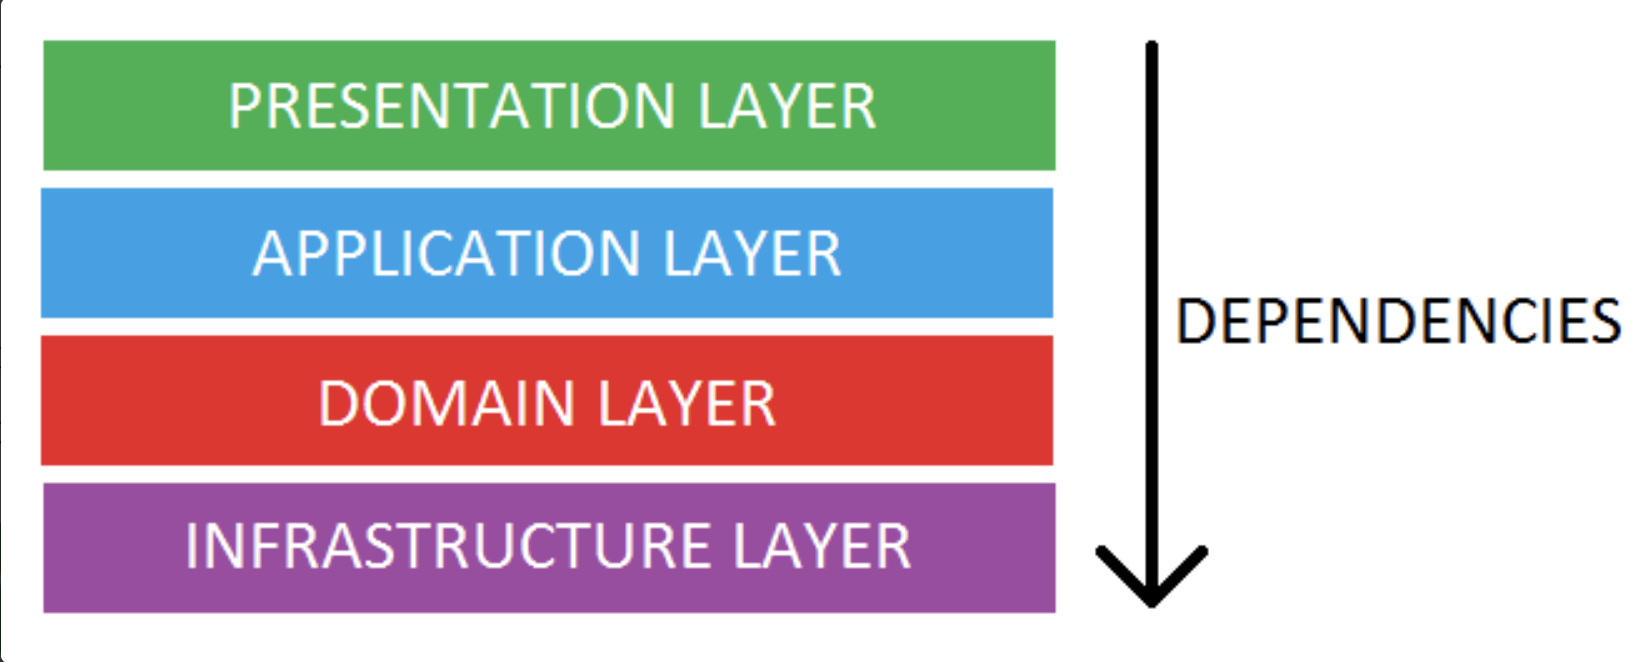 PRESENTATION LAYER
APPLICATION LAYER
DEPENDENCIES
DOMAIN LAYER
INFRASTRUCTURE LAYER